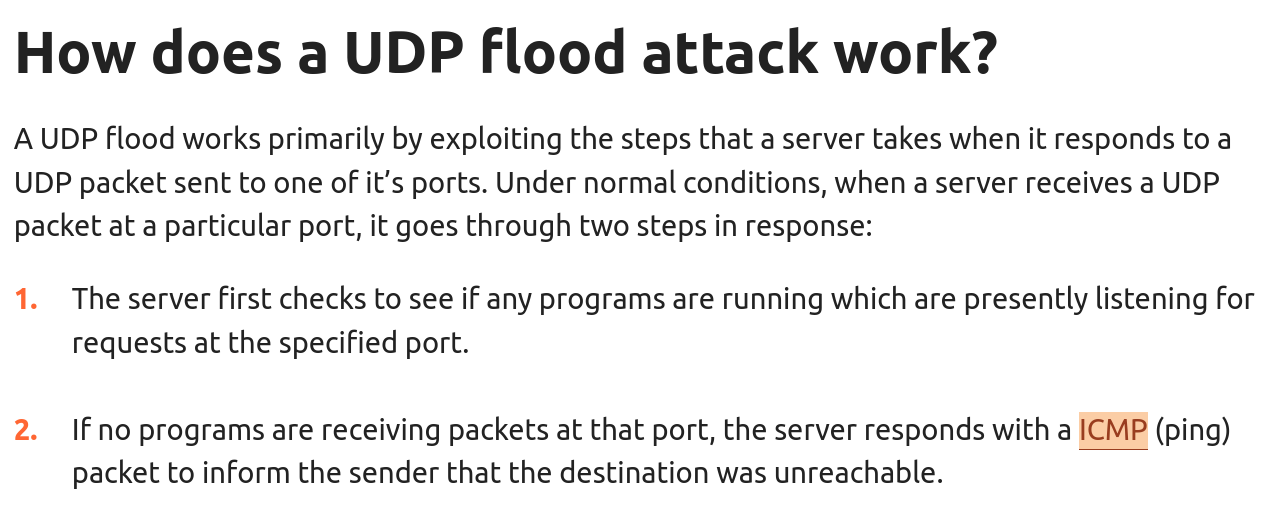 How does a UDP flood attack work?
A UDP flood works primarily by exploiting the steps that a server takes when it responds to a
UDP packet sent to one of it’s ports. Under normal conditions, when a server receives a UDP
packet at a particular port, it goes through two steps in response:
1. The server first checks to see if any programs are running which are presently listening for
requests at the specified port.
2. If no programs are receiving packets at that port, the server responds with a ICMP (ping)
packet to inform the sender that the destination was unreachable.